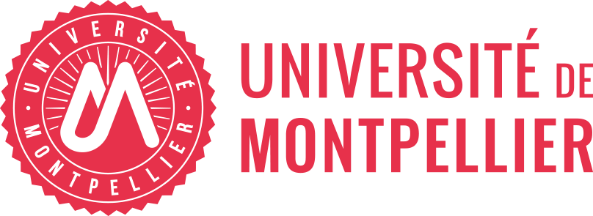 · UNIVERSITÉ ·
MONTPELLIER
UNIVERSITÉ DE
MONTPELLIER